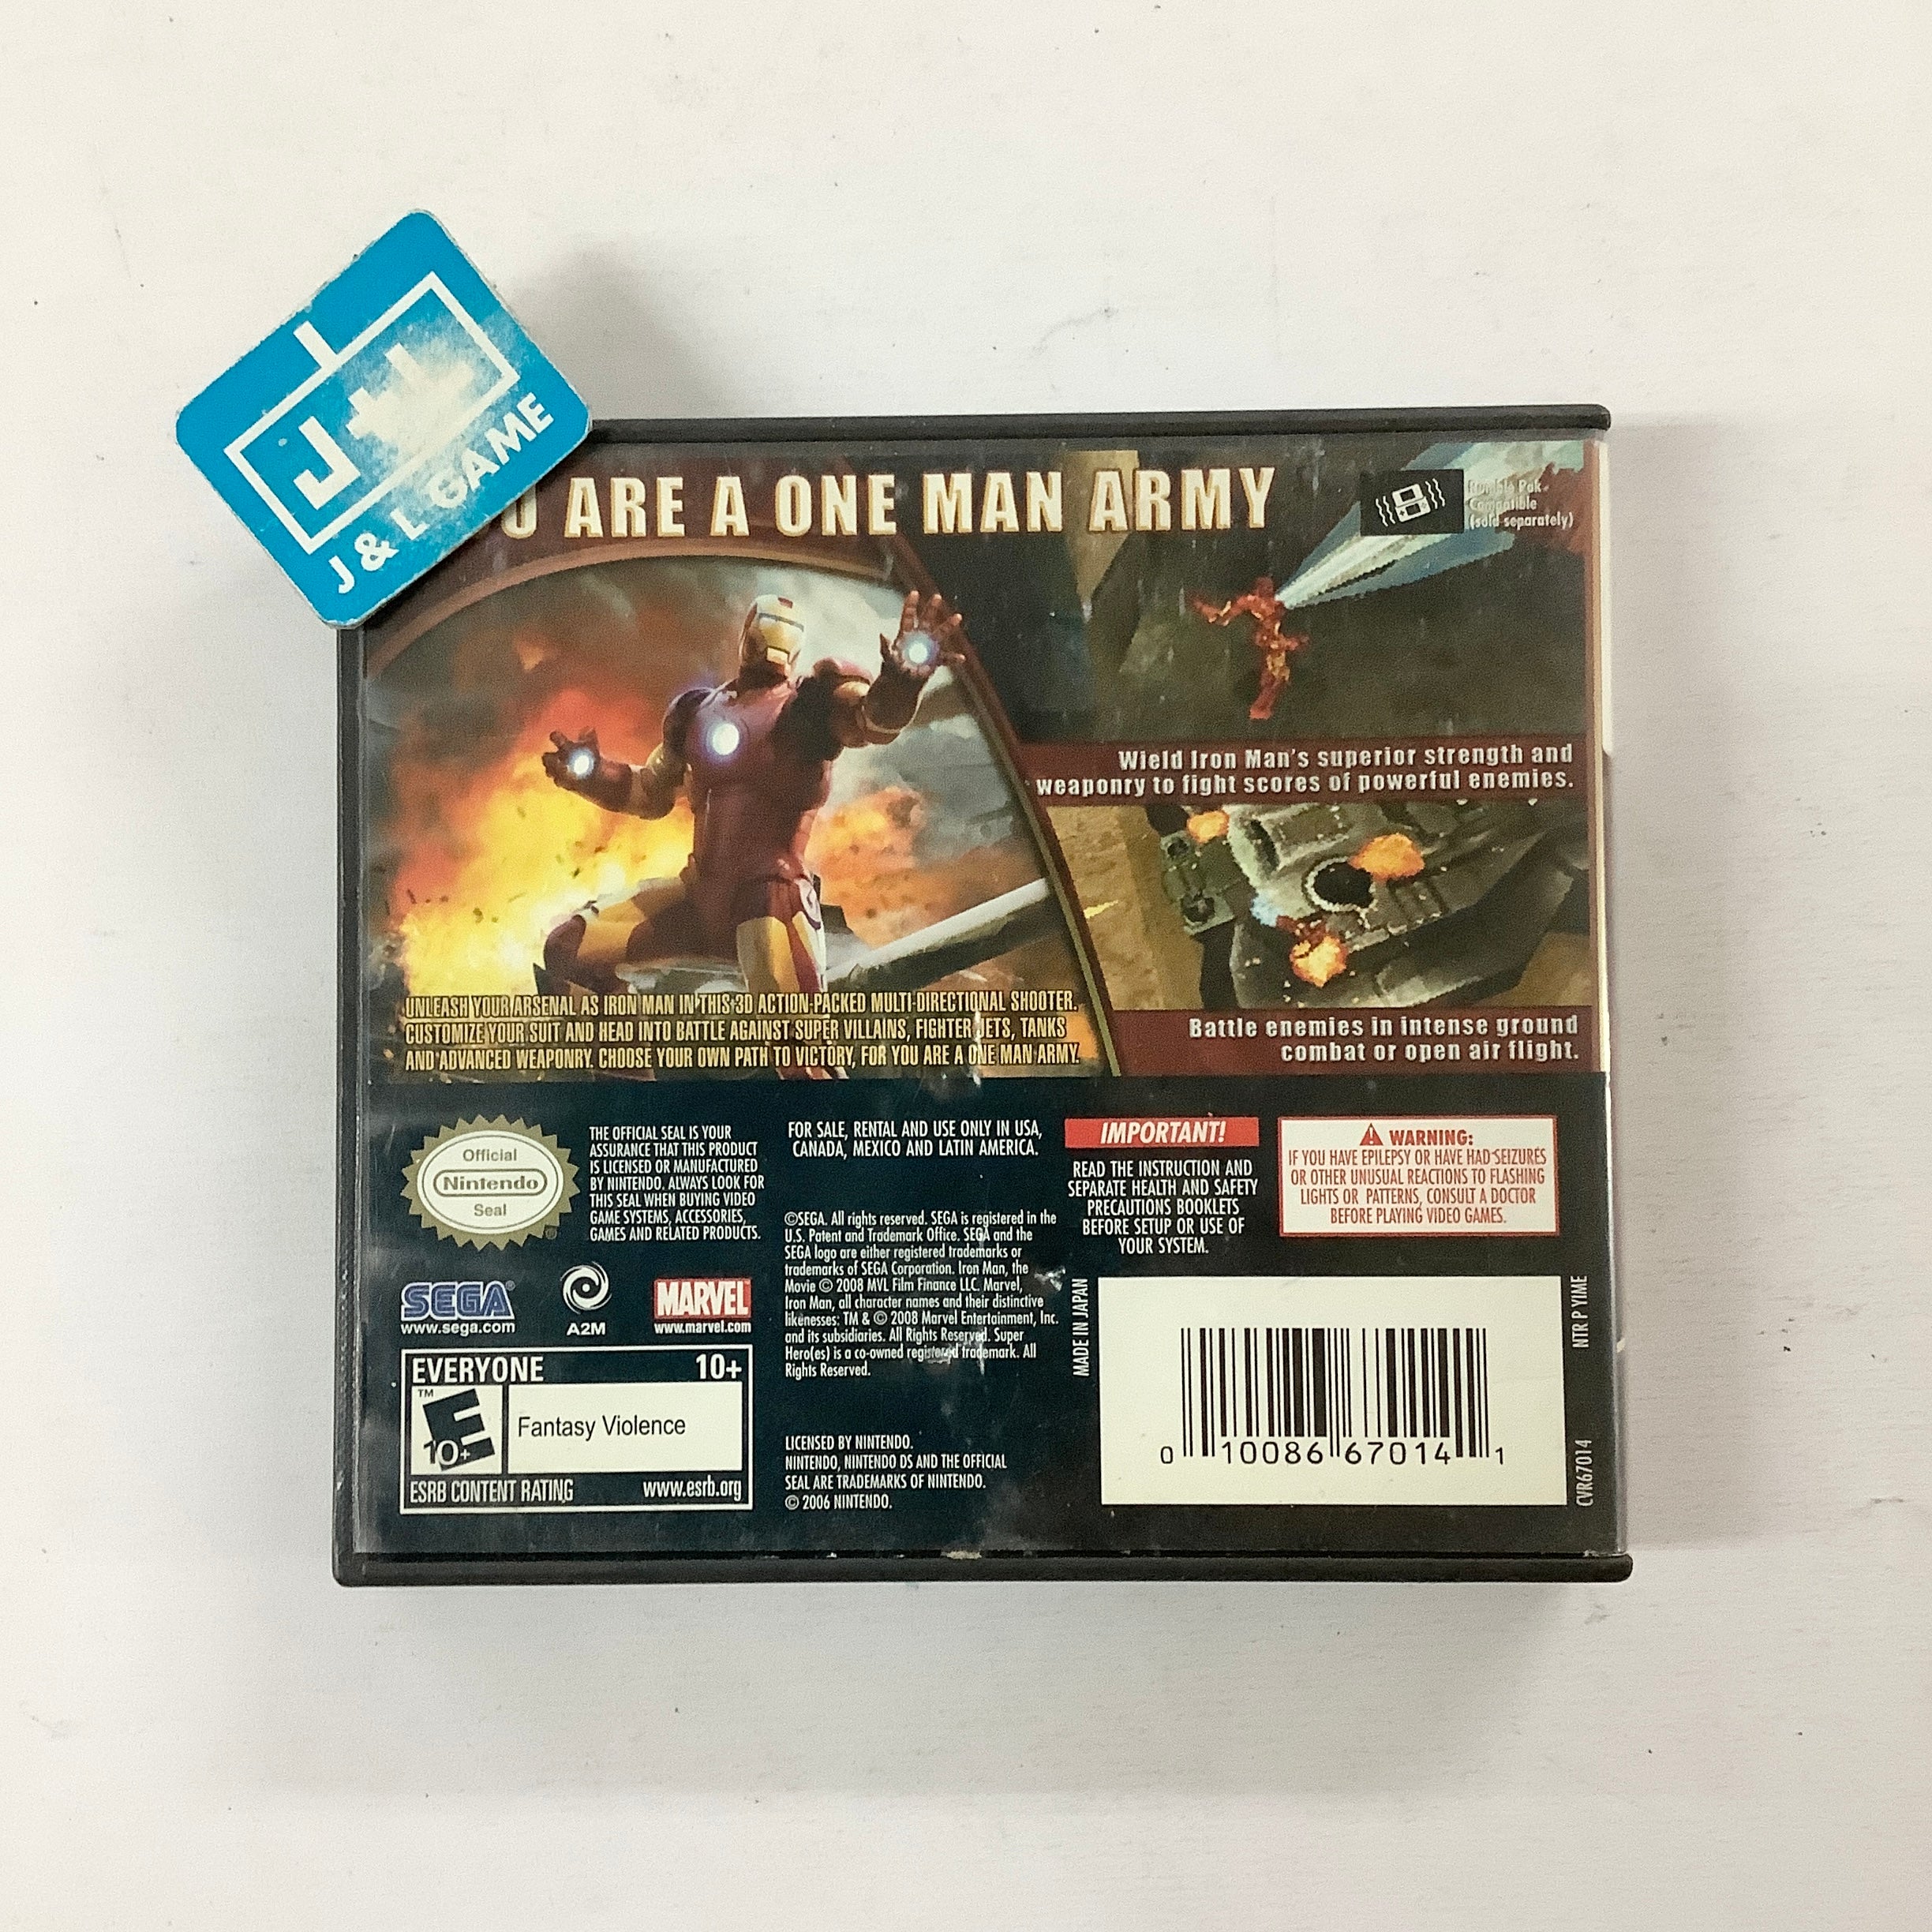 J & L GAME
U ARE A ONE MAN ARMY
Rumble Pak
Compatible
(sold separately)
Wield Iron Man's superior strength and
weaponry to fight scores of powerful enemies.
UNLEASH YOUR ARSENAL AS IRON MAN IN THIS 3D ACTION-PACKED MULTI-DIRECTIONAL SHOOTER.
CUSTOMIZE YOUR SUIT AND HEAD INTO BATTLE AGAINST SUPER VILLAINS, FIGHTER JETS, TANKS
AND ADVANCED WEAPONRY. CHOOSE YOUR OWN PATH TO VICTORY, FOR YOU ARE A ONE MAN ARMY.
Battle enemies in intense ground
combat or open air flight.
Official
Nintendo
Seal
THE OFFICIAL SEAL IS YOUR
ASSURANCE THAT THIS PRODUCT
IS LICENSED OR MANUFACTURED
BY NINTENDO. ALWAYS LOOK FOR
THIS SEAL WHEN BUYING VIDEO
GAME SYSTEMS, ACCESSORIES,
GAMES AND RELATED PRODUCTS.
SEGA®
www.sega.com
A2M
MARVEL
www.marvel.com
EVERYONE 10+
™
E
10+
Fantasy Violence
ESRB CONTENT RATING www.esrb.org
FOR SALE, RENTAL AND USE ONLY IN USA,
CANADA, MEXICO AND LATIN AMERICA.
©SEGA. All rights reserved. SEGA is registered in the
U.S. Patent and Trademark Office. SEGA and the
SEGA logo are either registered trademarks or
trademarks of SEGA Corporation. Iron Man, the
Movie © 2008 MVL Film Finance LLC. Marvel,
Iron Man, all character names and their distinctive
likenesses: TM & © 2008 Marvel Entertainment, Inc.
and its subsidiaries. All Rights Reserved. Super
Hero(es) is a co-owned registered trademark. All
Rights Reserved.
LICENSED BY NINTENDO.
NINTENDO, NINTENDO DS AND THE OFFICIAL
SEAL ARE TRADEMARKS OF NINTENDO.
© 2006 NINTENDO.
IMPORTANT!
READ THE INSTRUCTION AND
SEPARATE HEALTH AND SAFETY
PRECAUTIONS BOOKLETS
BEFORE SETUP OR USE OF
YOUR SYSTEM.
WARNING:
IF YOU HAVE EPILEPSY OR HAVE HAD SEIZURES
OR OTHER UNUSUAL REACTIONS TO FLASHING
LIGHTS OR PATTERNS, CONSULT A DOCTOR
BEFORE PLAYING VIDEO GAMES.
MADE IN JAPAN
0 10086 67014 1
NTR P YIME
CVR67014